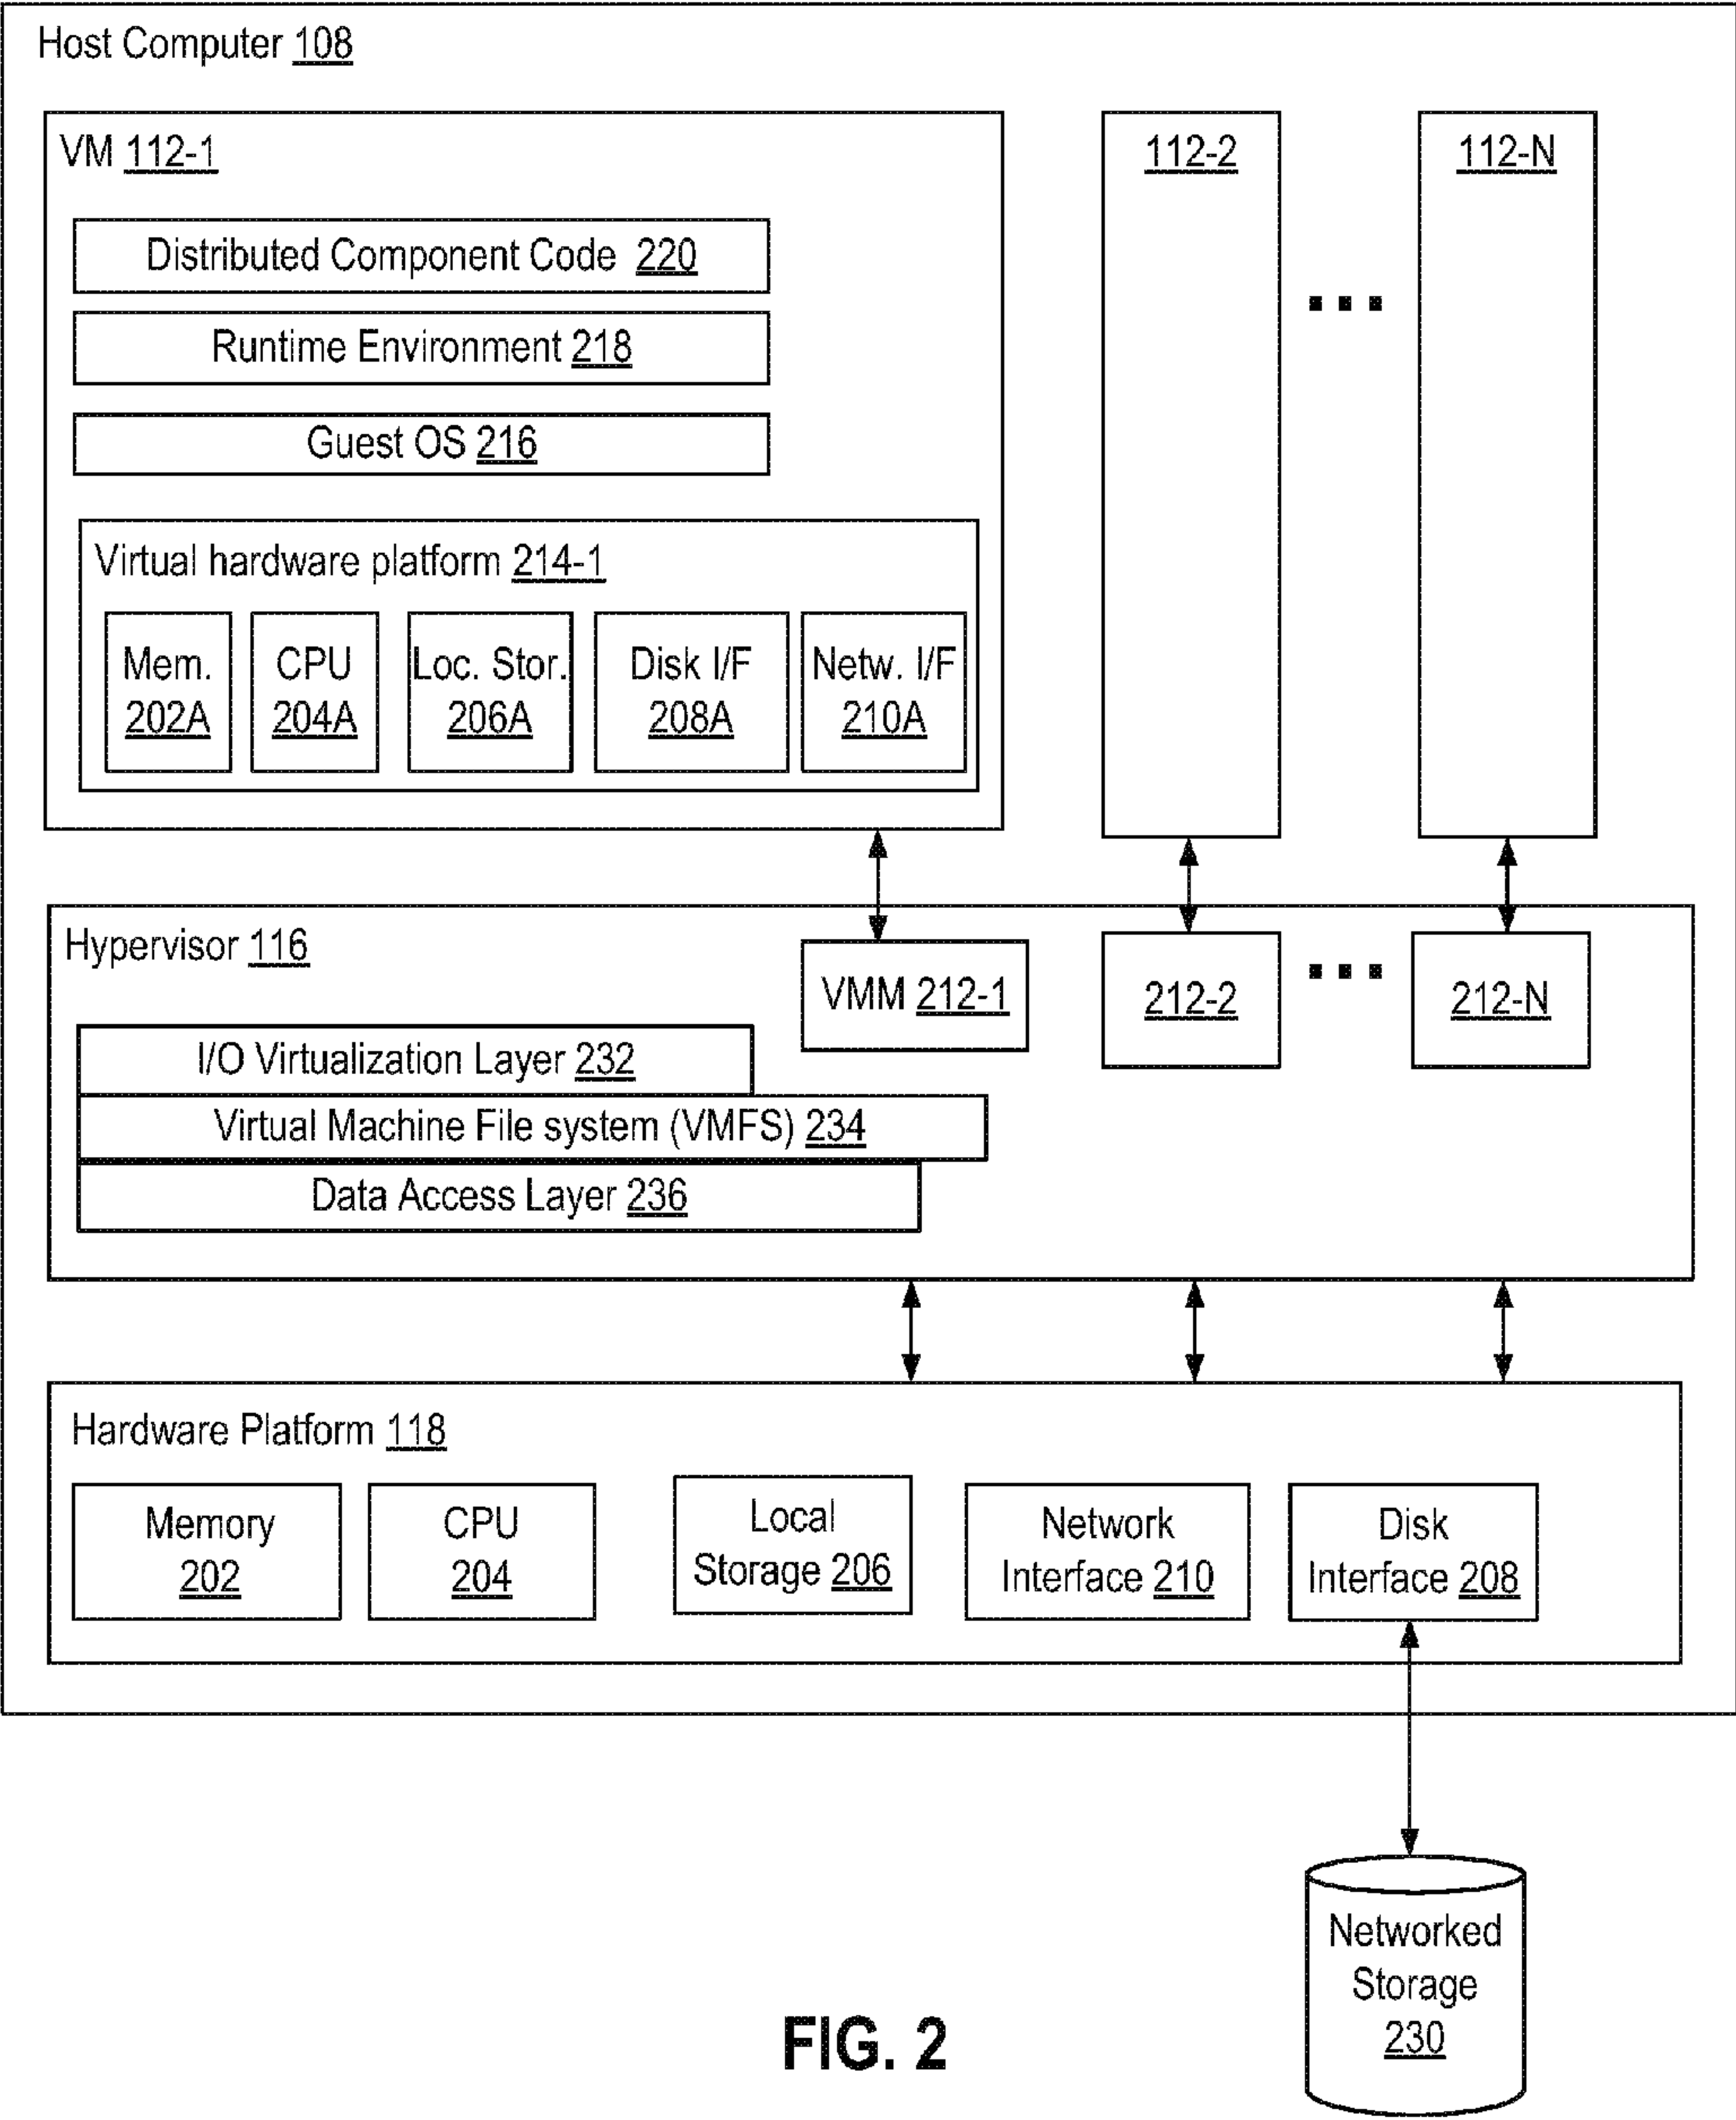 Host Computer 108
VM 112-1
112-2
112-N
Distributed Component Code 220
Runtime Environment 218
Guest OS 216
Virtual hardware platform 214-1
Mem.
202A
CPU
204A
Loc. Stor.
206A
Disk I/F
208A
Netw. I/F
210A
Hypervisor 116
VMM 212-1
212-2
212-N
I/O Virtualization Layer 232
Virtual Machine File system (VMFS) 234
Data Access Layer 236
Hardware Platform 118
Memory
202
CPU
204
Local
Storage 206
Network
Interface 210
Disk
Interface 208
Networked
Storage
230
FIG. 2